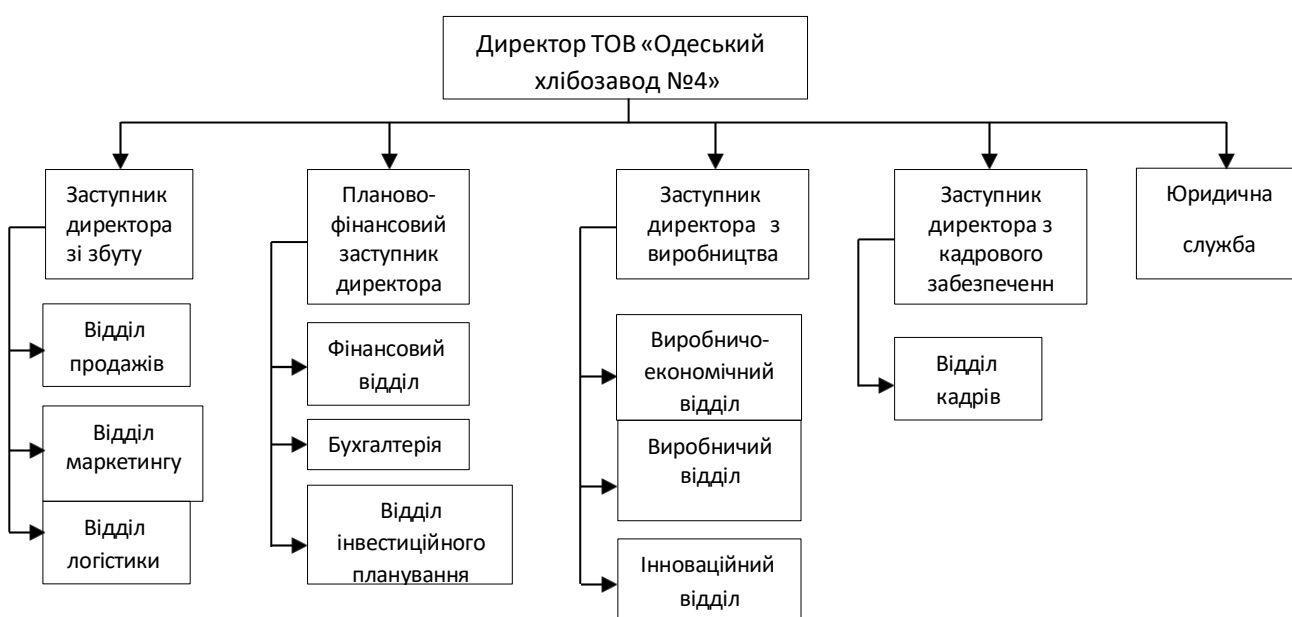 Директор ТОВ «Одеський
хлібозавод №4»
Заступник
директора
зі збуту
Планово-
фінансовий
заступник
директора
Заступник
директора з
виробництва
Заступник
директора з
кадрового
забезпеченн
Юридична
служба
Відділ
продажів
Відділ
маркетингу
Відділ
логістики
Фінансовий
відділ
Бухгалтерія
Відділ
інвестиційного
планування
Виробничо-
економічний
відділ
Виробничий
відділ
Інноваційний
відділ
Відділ
кадрів